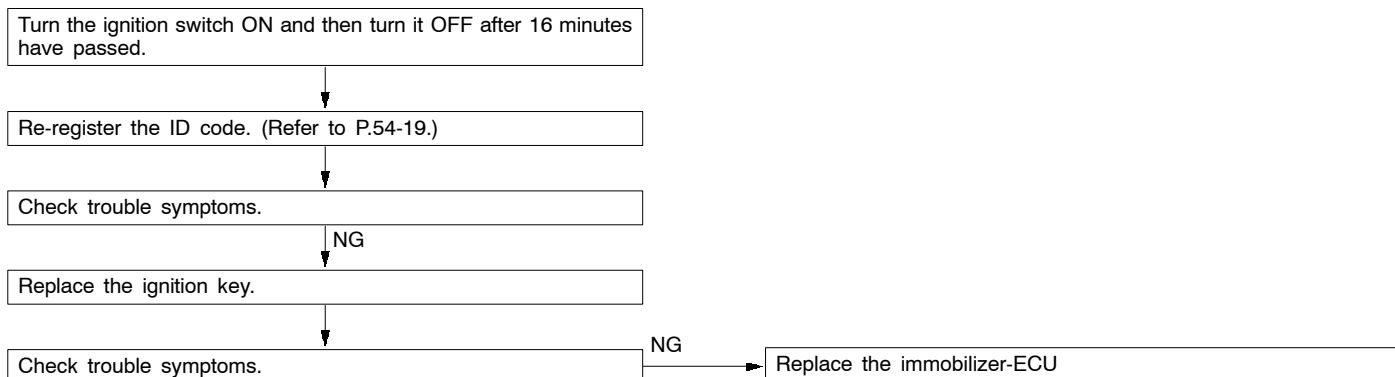 Turn the ignition switch ON and then turn it OFF after 16 minutes
have passed.
Re-register the ID code. (Refer to P.54-19.)
Check trouble symptoms.
NG
Replace the ignition key.
Check trouble symptoms.
NG
Replace the immobilizer-ECU